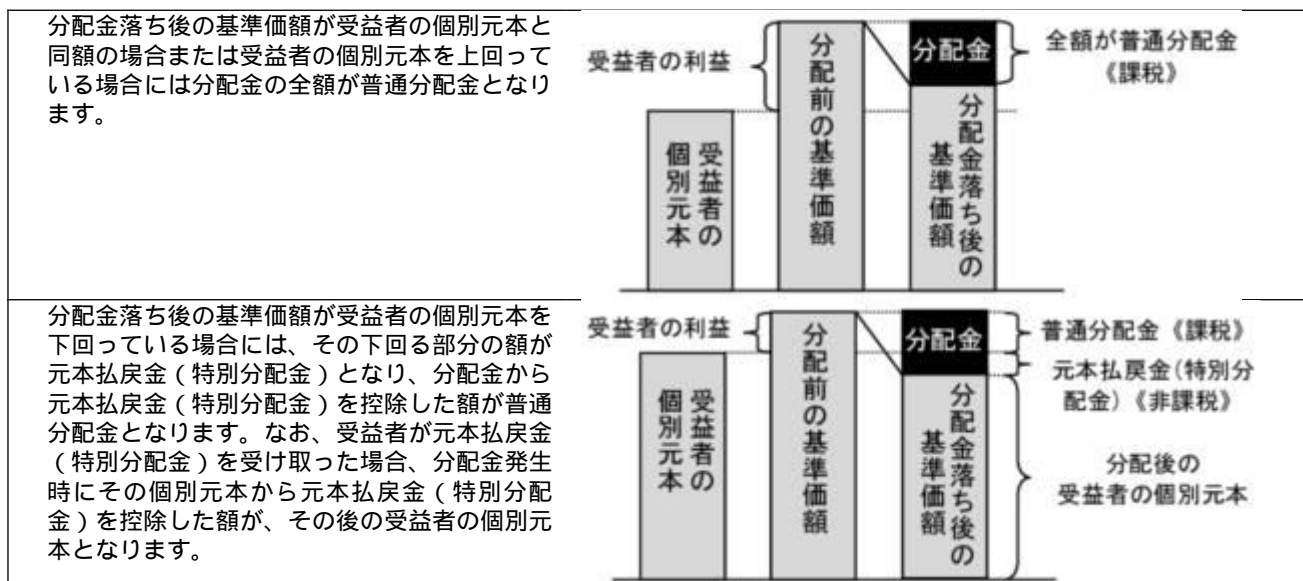 分配金落ち後の基準価額が受益者の個別元本と
同額の場合または受益者の個別元本を上回って
いる場合には分配金の全額が普通分配金となり
ます。
受益者の利益
受益者の
個別元本
分配前の基準価額
分配金
分配金落ち後の
基準価額
全額が普通分配金
《課税》
分配金落ち後の基準価額が受益者の個別元本を
下回っている場合には、その下回る部分の額が
元本払戻金（特別分配金）となり、分配金から
元本払戻金（特別分配金）を控除した額が普通
分配金となります。なお、受益者が元本払戻金
（特別分配金）を受け取った場合、分配金発生
時にその個別元本から元本払戻金（特別分配
金）を控除した額が、その後の受益者の個別元
本となります。
受益者の利益
受益者の
個別元本
分配前の基準価額
分配金
分配金落ち後の
基準価額
普通分配金《課税》
元本払戻金(特別分
配金)《非課税》
分配後の
受益者の個別元本